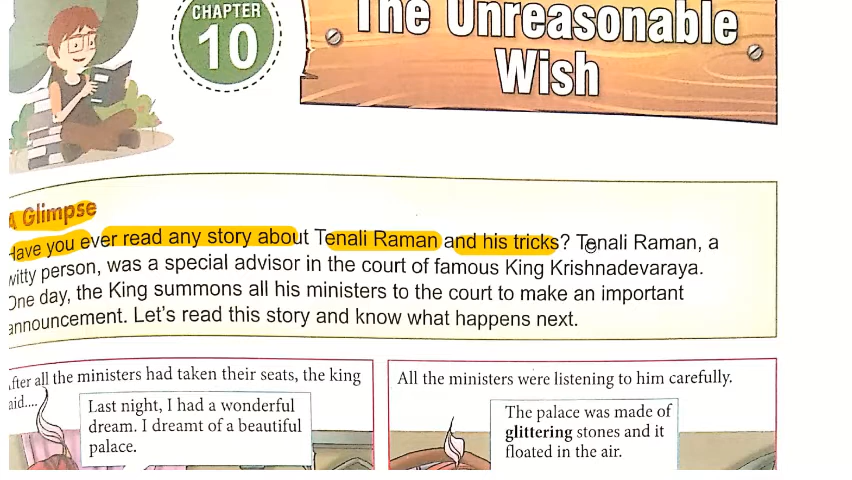 CHAPTER
10
The Unreasonable
Wish
A Glimpse
Have you ever read any story about Tenali Raman and his tricks? Tenali Raman, a
witty person, was a special advisor in the court of famous King Krishnadevaraya.
One day, the King summons all his ministers to the court to make an important
announcement. Let's read this story and know what happens next.
After all the ministers had taken their seats, the king
said....
Last night, I had a wonderful
dream. I dreamt of a beautiful
palace.
All the ministers were listening to him carefully.
The palace was made of
glittering stones and it
floated in the air.